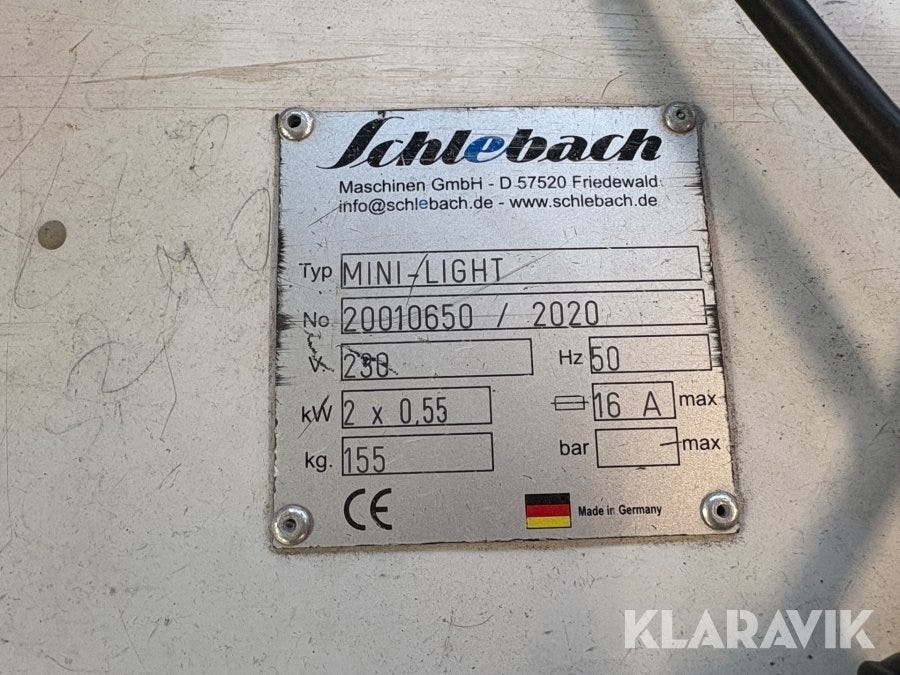 Schlebach
Maschinen GmbH - D 57520 Friedewald
info@schlebach.de - www.schlebach.de
Typ MINI-LIGHT
No 20010650 / 2020
V. 230 Hz 50
kW 2 x 0,55 16 A max
kg. 155 bar max
CE Made in Germany
KLARAVIK